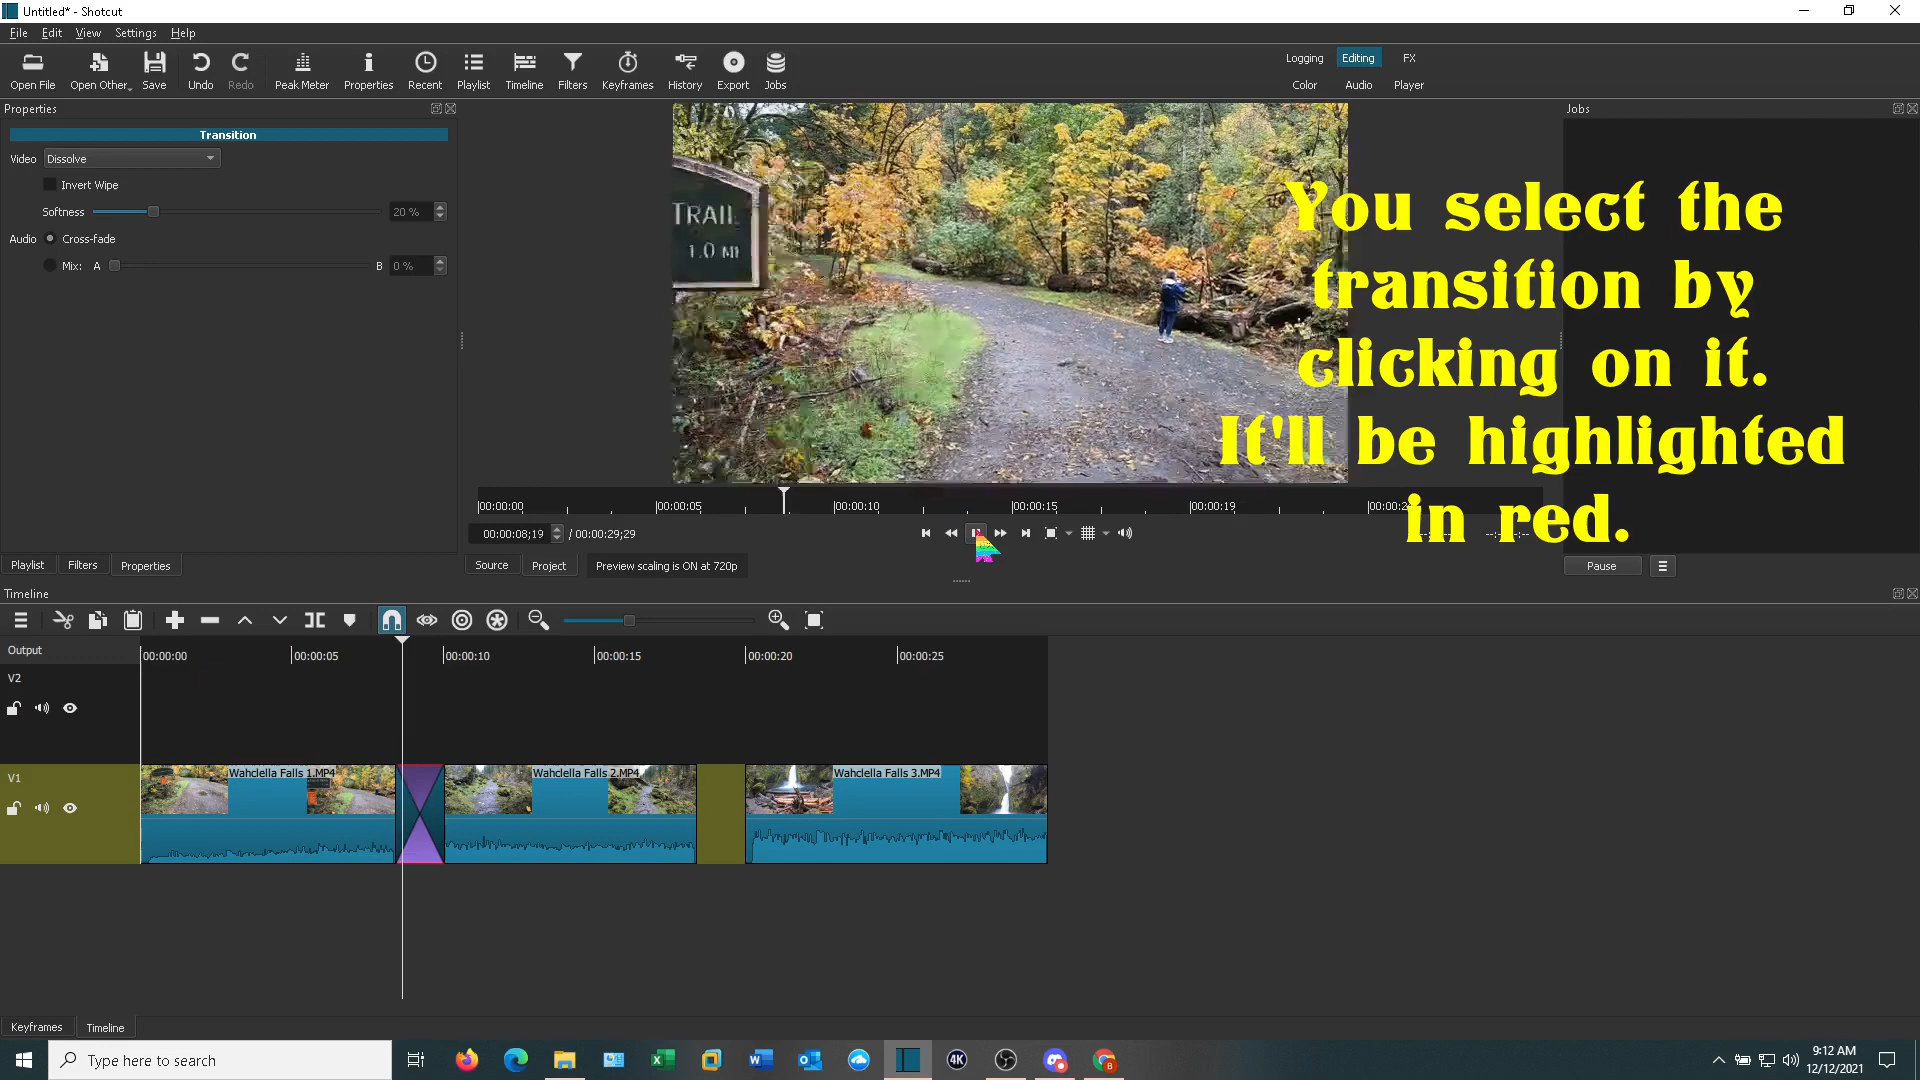 Untitled* - Shotcut
File Edit View Settings Help
Open File Open Other... Save Undo Redo Peak Meter Properties Recent Playlist Timeline Filters Keyframes History Export Jobs
Logging Editing FX
Color Audio Player
Properties
Jobs
Transition
Video Dissolve
Invert Wipe
Softness 20 %
Audio Cross-fade
Mix: A B 0 %
TRAIL
1.0 MI
You select the
transition by
clicking on it.
It'll be highlighted
in red.
00:00:00 00:00:05 00:00:10 00:00:15 00:00:19
00:00:08;19 / 00:00:29;29
--:--:--:--
Playlist Filters Properties
Source Project Preview scaling is ON at 720p
Pause
Timeline
Output
00:00:00 00:00:05 00:00:10 00:00:15 00:00:20 00:00:25
V2
V1
Wahclella Falls 1.MP4 Wahclella Falls 2.MP4 Wahclella Falls 3.MP4
Keyframes Timeline
Type here to search
4K
B
9:12 AM
12/12/2021